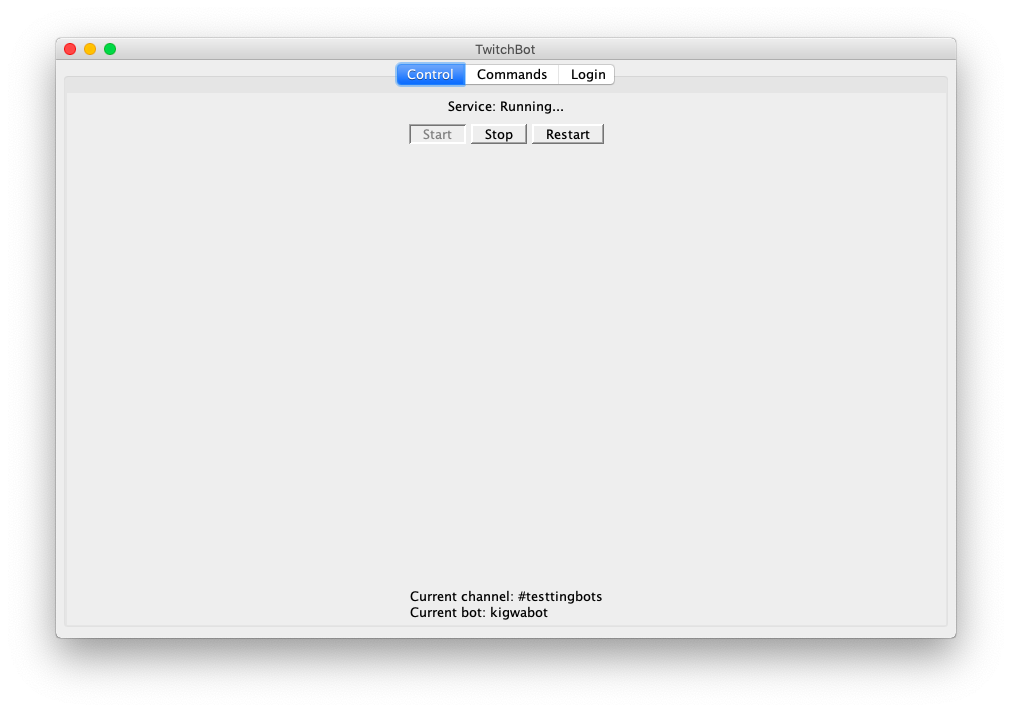 TwitchBot
Control Commands Login
Service: Running...
Start Stop Restart
Current channel: #testtingbots
Current bot: kigwabot